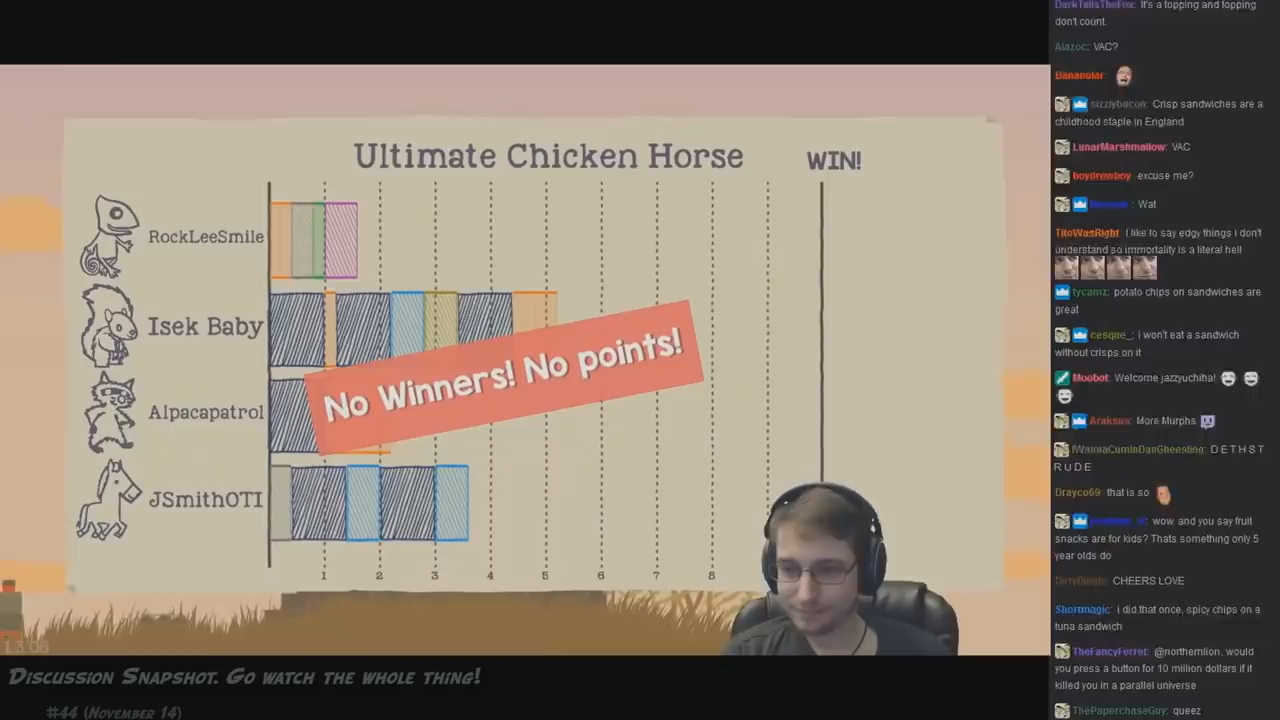 DarkTailsTheFox: It's a topping and topping
don't count
Alazoc: VAC?
Bananular:
sizzlybacon: Crisp sandwiches are a
childhood staple in England
LunarMarshmallow: VAC
boydrewboy: excuse me?
: Wat
TitoWasRight: I like to say edgy things I don't
understand so immortality is a literal hell
tycamz: potato chips on sandwiches are
great
cesque_: i won't eat a sandwich
without crisps on it
Moobot: Welcome jazzyuchiha!
Araksus: More Murphs
IWannaCumInDanGheesling: D E T H S T
R U D E
Drayco69: that is so
: wow. and you say fruit
snacks are for kids? Thats something only 5
year olds do
: CHEERS LOVE
Shortmagic: i did that once, spicy chips on a
tuna sandwich
TheFancyFerret: @northernlion, would
you press a button for 10 million dollars if it
killed you in a parallel universe
ThePaperchaseGuy: queez
Ultimate Chicken Horse
WIN!
RockLeeSmile
Isek Baby
Alpacapatrol
JSmithOTI
No Winners! No points!
1 2 3 4 5 6 7 8
13:06
Discussion Snapshot. Go watch the whole thing!
#44 (November 14)